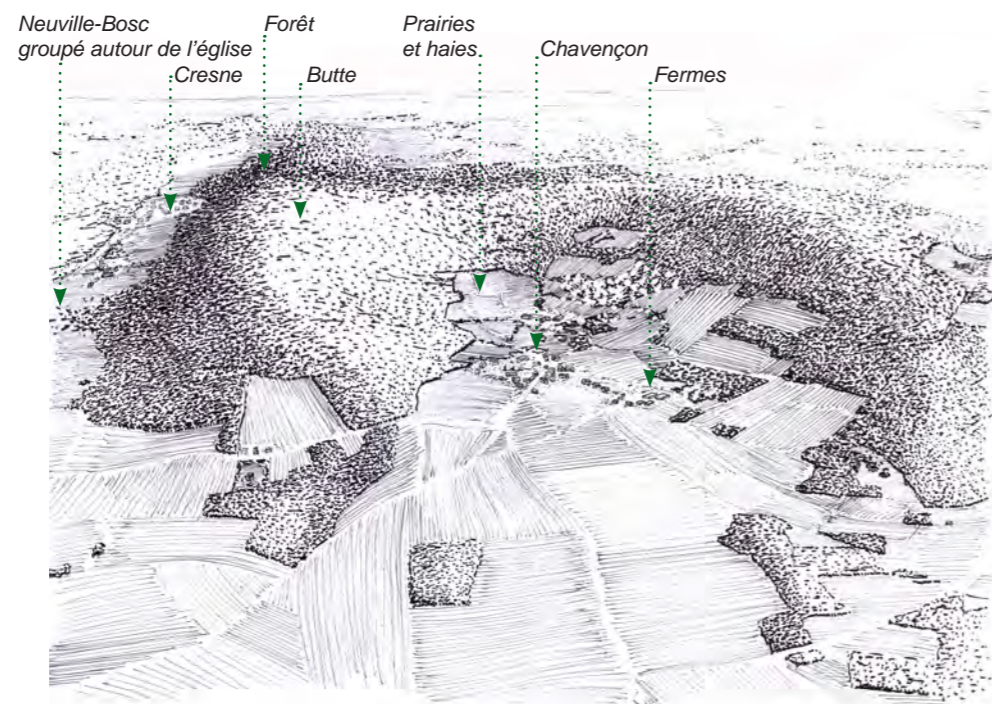 Neuville-Bosc
groupé autour de l'église
Cresne
Forêt
Butte
Prairies
et haies
Chavençon
Fermes